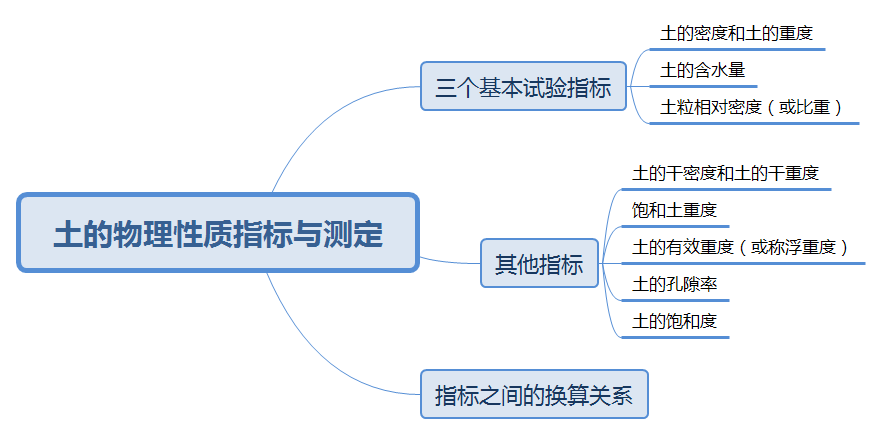 土的物理性质指标与测定
三个基本试验指标
土的密度和土的重度
土的含水量
土粒相对密度（或比重）
其他指标
土的干密度和土的干重度
饱和土重度
土的有效重度（或称浮重度）
土的孔隙率
土的饱和度
指标之间的换算关系